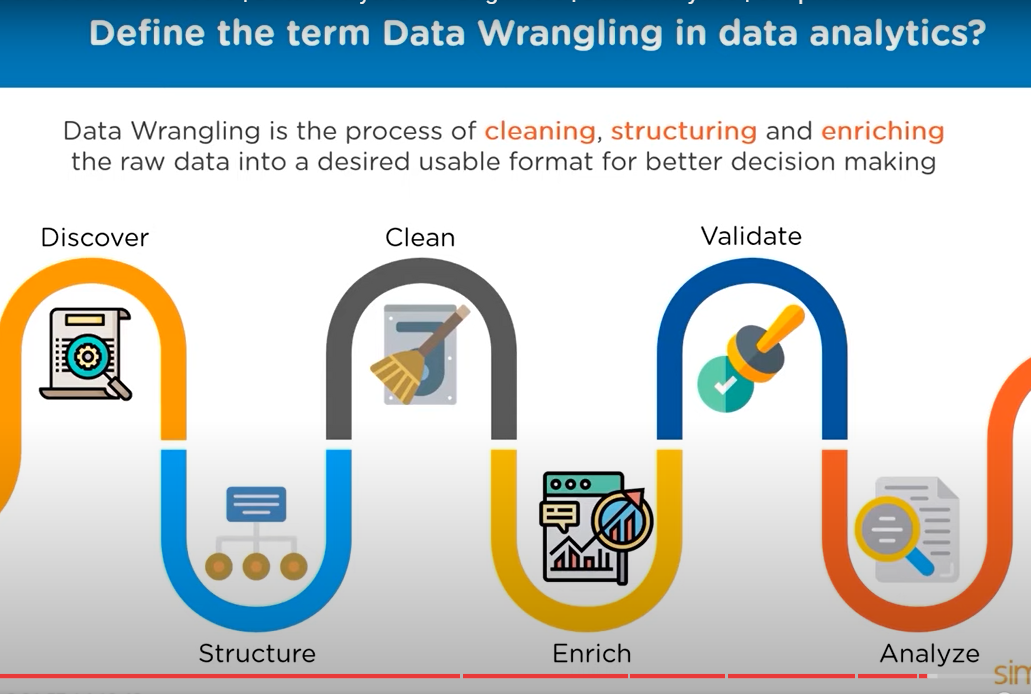 Define the term Data Wrangling in data analytics?
Data Wrangling is the process of cleaning, structuring and enriching
the raw data into a desired usable format for better decision making
Discover
Clean
Validate
Structure
Enrich
Analyze